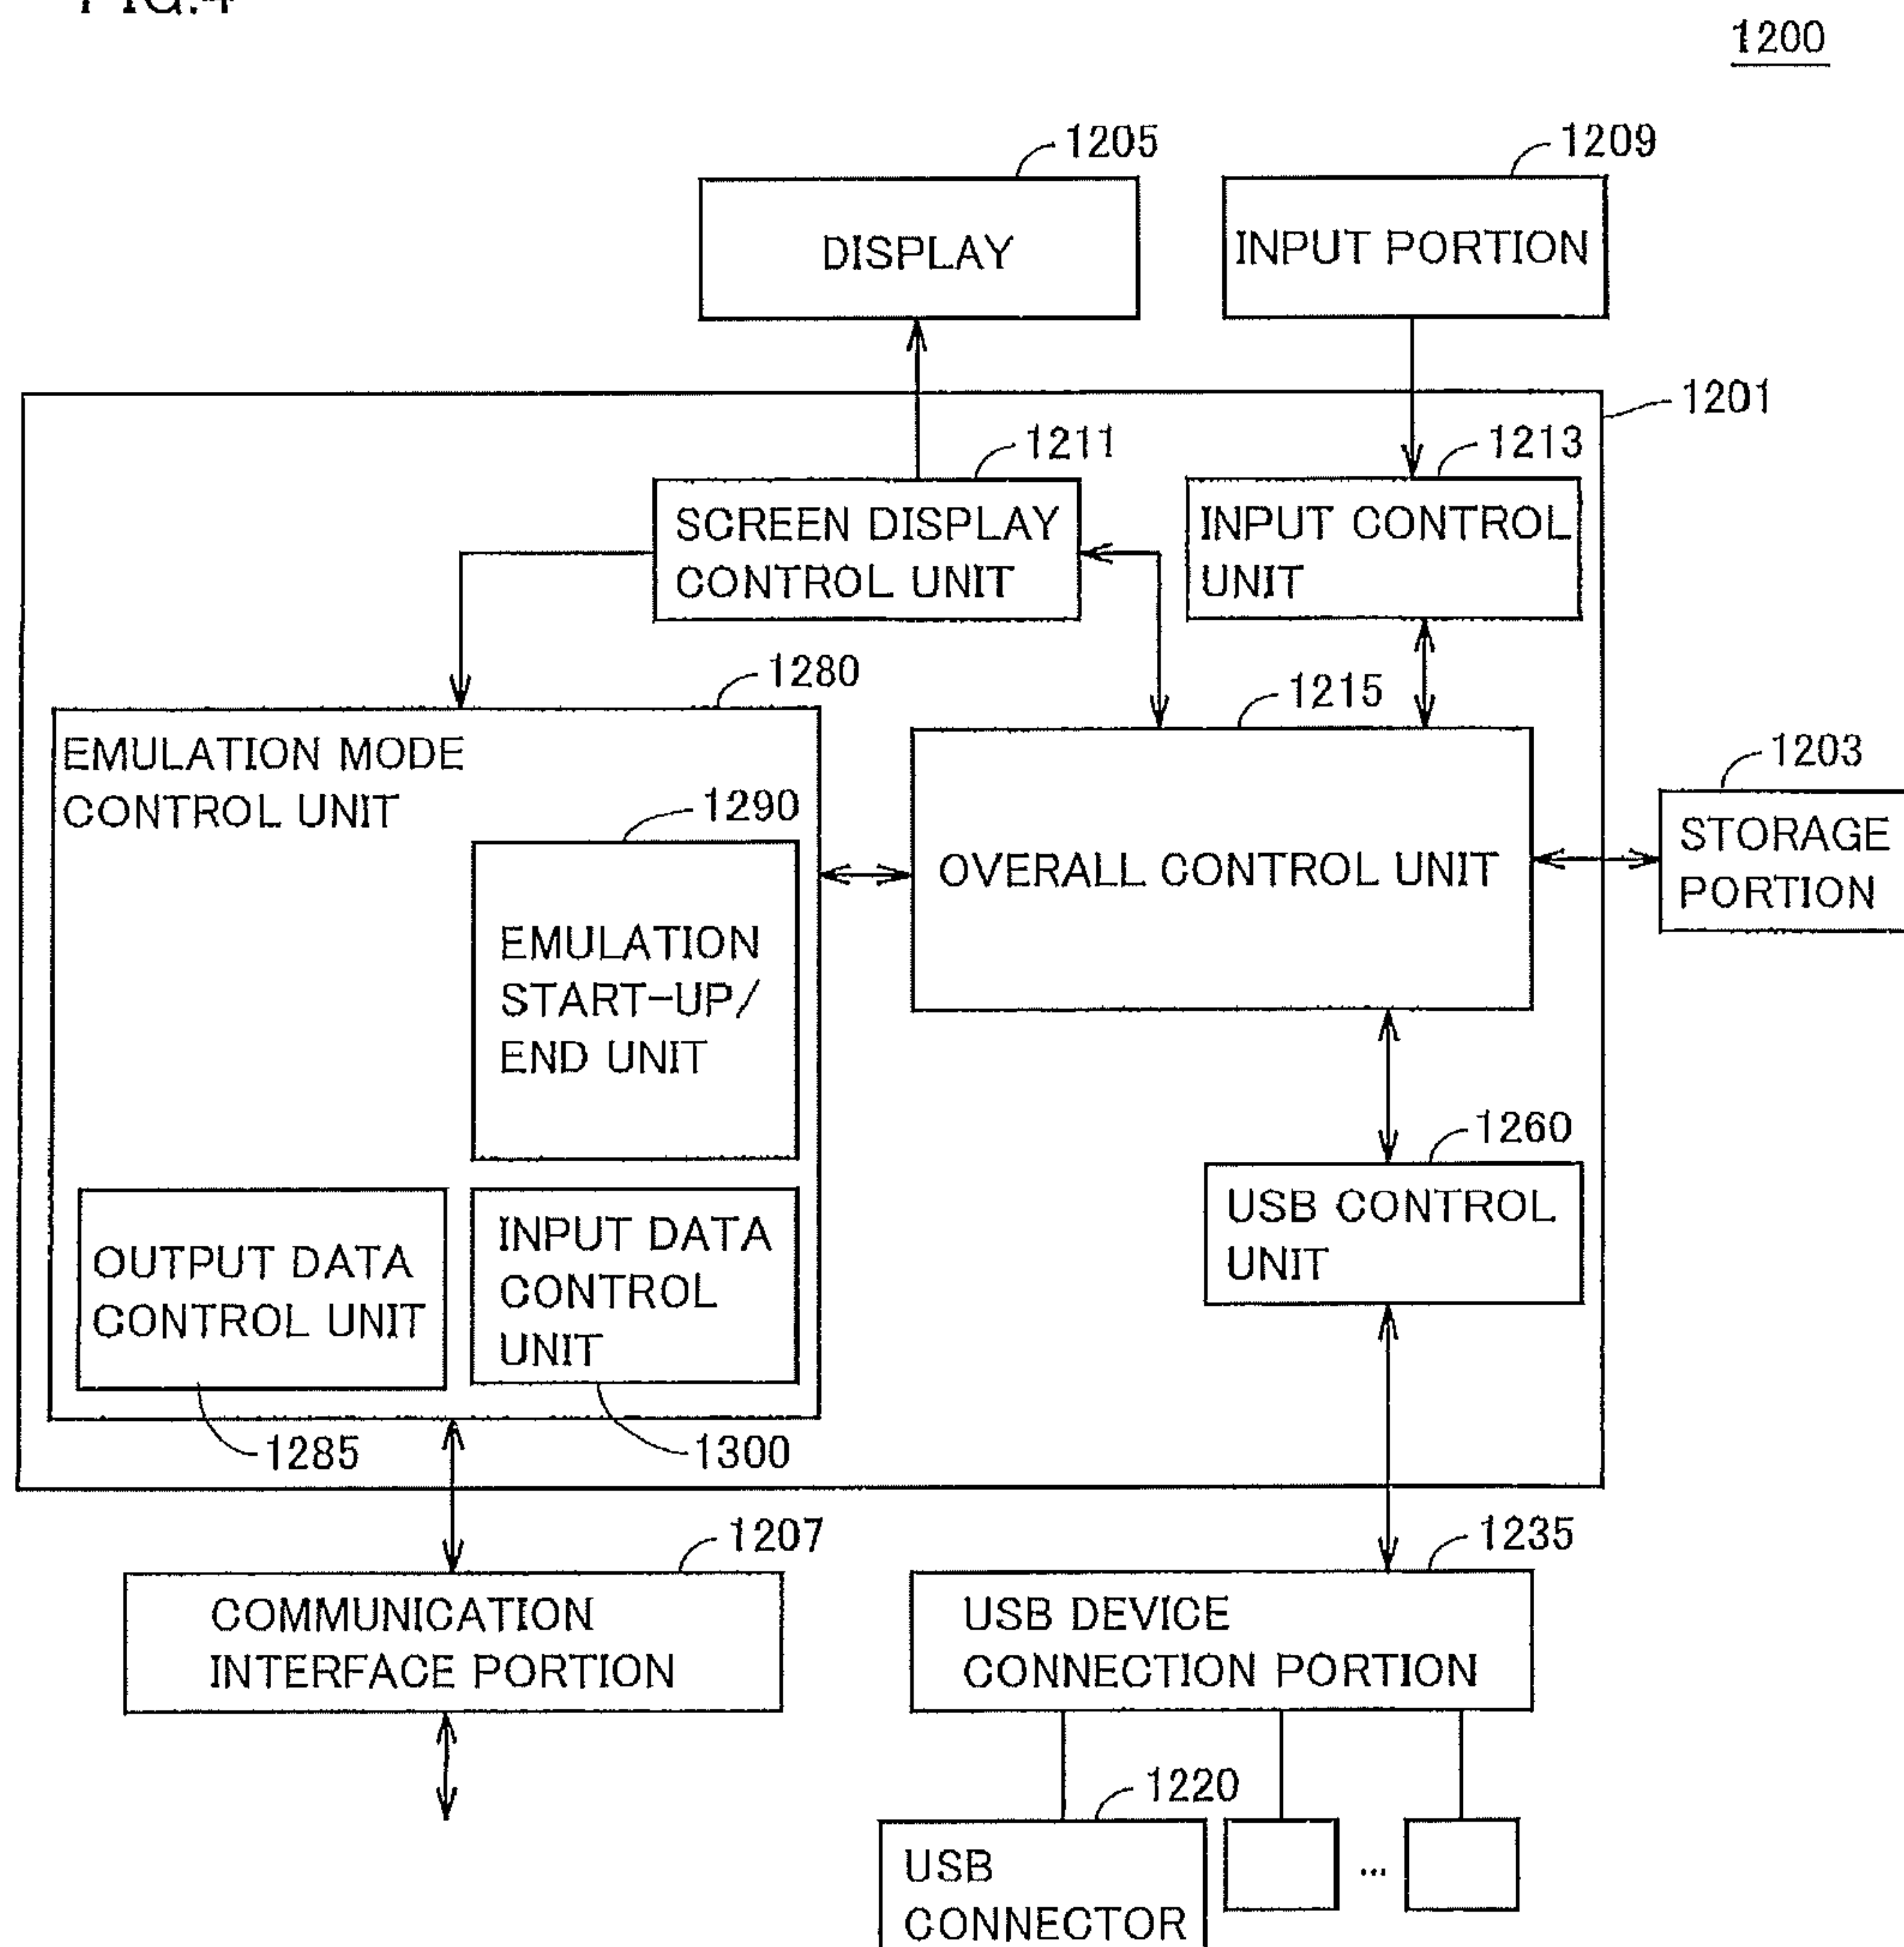 FIG.4
1200
1205
1209
DISPLAY
INPUT PORTION
1201
1211
1213
SCREEN DISPLAY
CONTROL UNIT
INPUT CONTROL
UNIT
1280
1215
1203
EMULATION MODE
CONTROL UNIT
1290
OVERALL CONTROL UNIT
STORAGE
PORTION
EMULATION
START-UP/
END UNIT
1260
USB CONTROL
UNIT
OUTPUT DATA
CONTROL UNIT
INPUT DATA
CONTROL
UNIT
1285
1300
1207
1235
COMMUNICATION
INTERFACE PORTION
USB DEVICE
CONNECTION PORTION
1220
USB
CONNECTOR
...